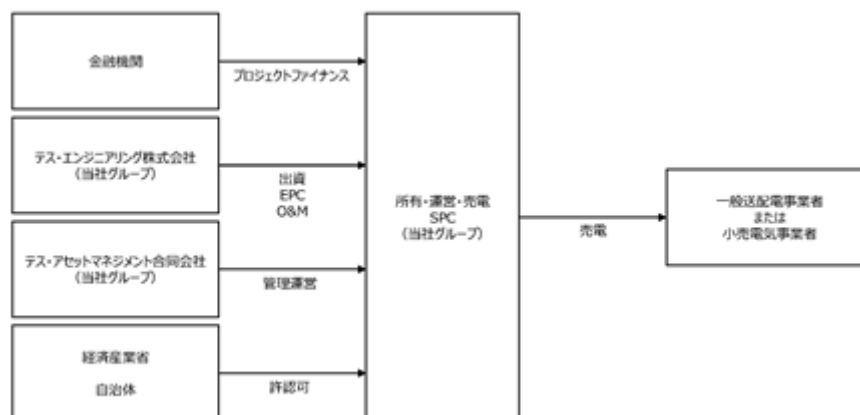 金融機関
プロジェクトファイナンス
テス・エンジニアリング株式会社
(当社グループ)
出資
EPC
O&M
テス・アセットマネジメント合同会社
(当社グループ)
管理運営
経済産業省
自治体
許認可
所有・運営・売電
SPC
(当社グループ)
売電
一般送配電事業者
または
小売電気事業者